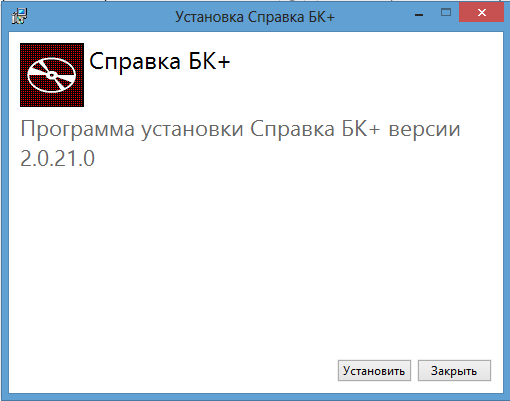 Установка Справка БК+
Справка БК+
Программа установки Справка БК+ версии
2.0.21.0
Установить Закрыть